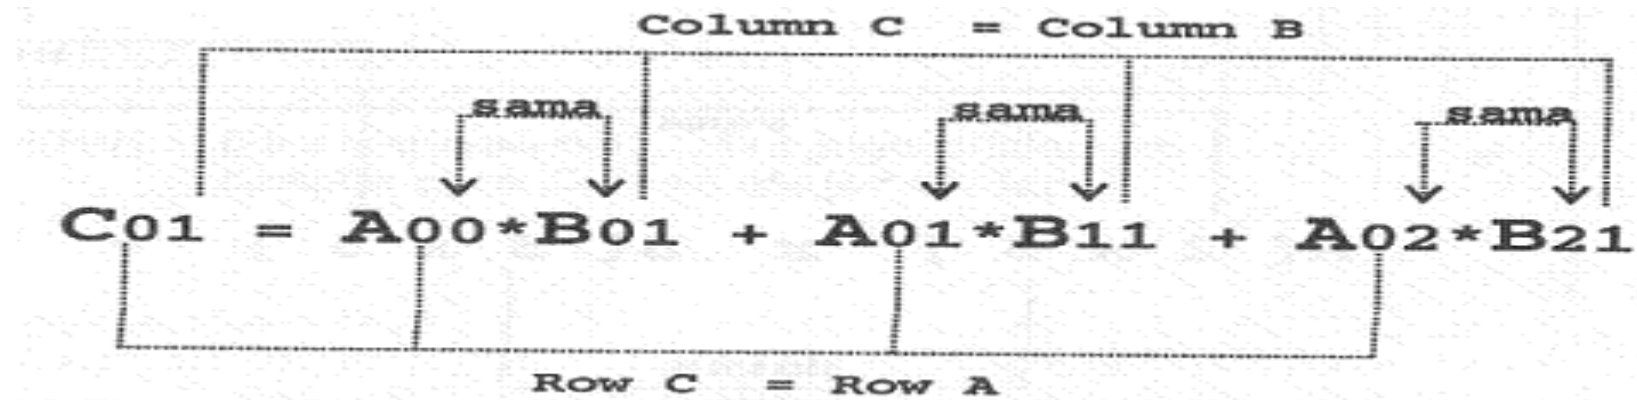 Column C = Column B
sama sama sama
C01 = A00*B01 + A01*B11 + A02*B21
Row C = Row A